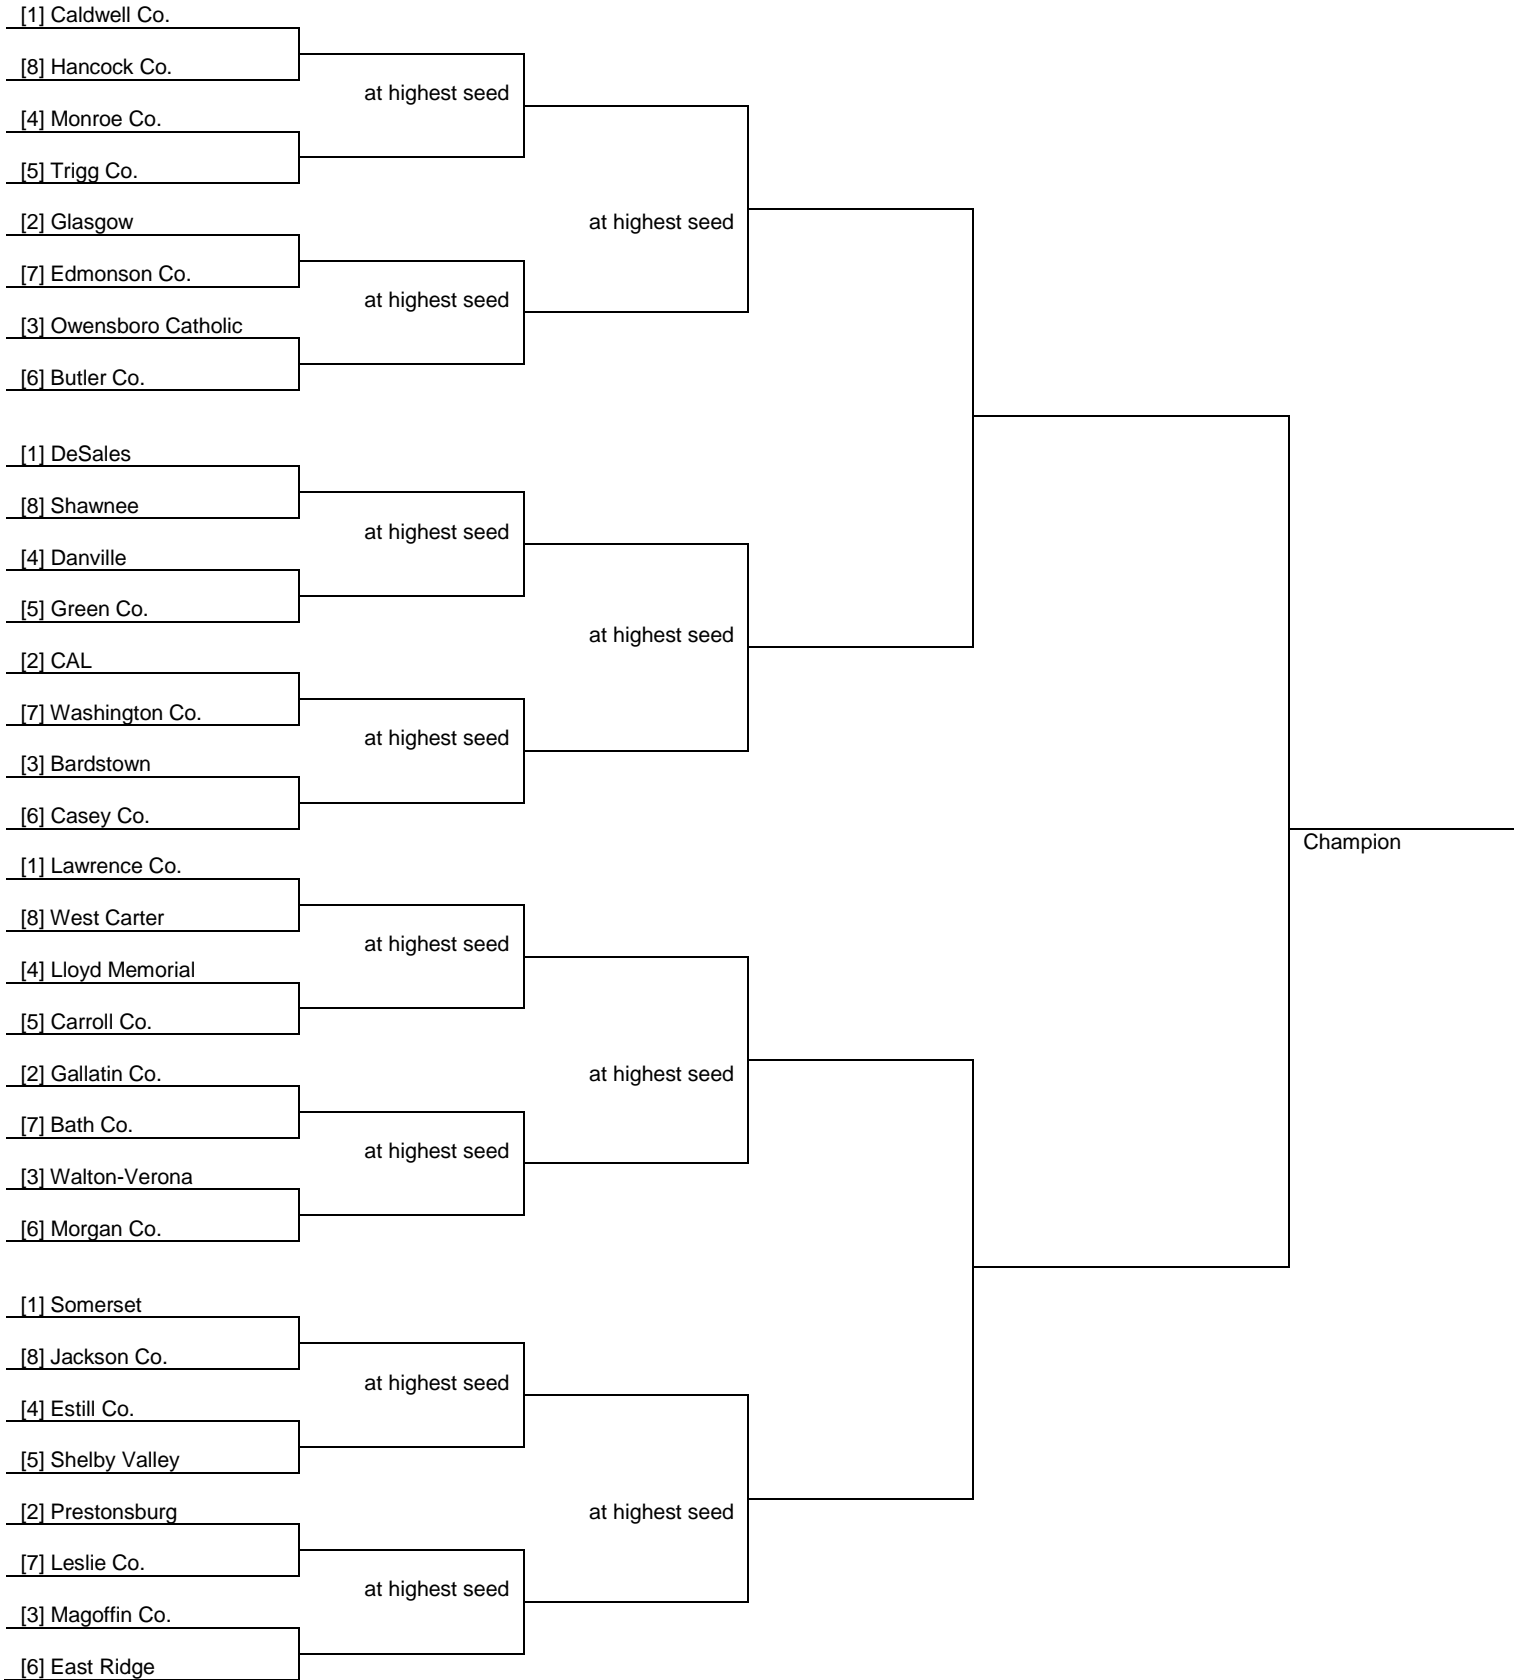 [1] Caldwell Co.
[8] Hancock Co.
at highest seed
[4] Monroe Co.
[5] Trigg Co.
[2] Glasgow
at highest seed
[7] Edmonson Co.
at highest seed
[3] Owensboro Catholic
[6] Butler Co.
[1] DeSales
[8] Shawnee
at highest seed
[4] Danville
[5] Green Co.
at highest seed
[2] CAL
[7] Washington Co.
at highest seed
[3] Bardstown
[6] Casey Co.
Champion
[1] Lawrence Co.
[8] West Carter
at highest seed
[4] Lloyd Memorial
[5] Carroll Co.
[2] Gallatin Co.
at highest seed
[7] Bath Co.
at highest seed
[3] Walton-Verona
[6] Morgan Co.
[1] Somerset
[8] Jackson Co.
at highest seed
[4] Estill Co.
[5] Shelby Valley
[2] Prestonsburg
at highest seed
[7] Leslie Co.
at highest seed
[3] Magoffin Co.
[6] East Ridge